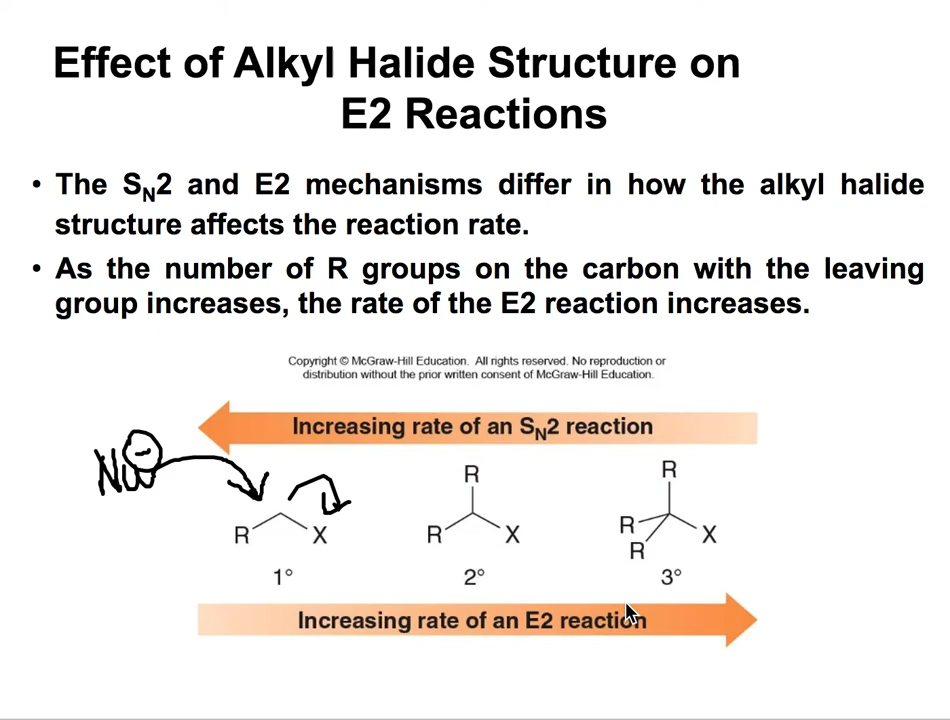 Effect of Alkyl Halide Structure on
E2 Reactions
• The SN2 and E2 mechanisms differ in how the alkyl halide
structure affects the reaction rate.
• As the number of R groups on the carbon with the leaving
group increases, the rate of the E2 reaction increases.
Copyright © McGraw-Hill Education. All rights reserved. No reproduction or
distribution without the prior written consent of McGraw-Hill Education.
Increasing rate of an SN2 reaction
Nu −
R X
1°
R
R X
2°
R
R X
R
3°
Increasing rate of an E2 reaction